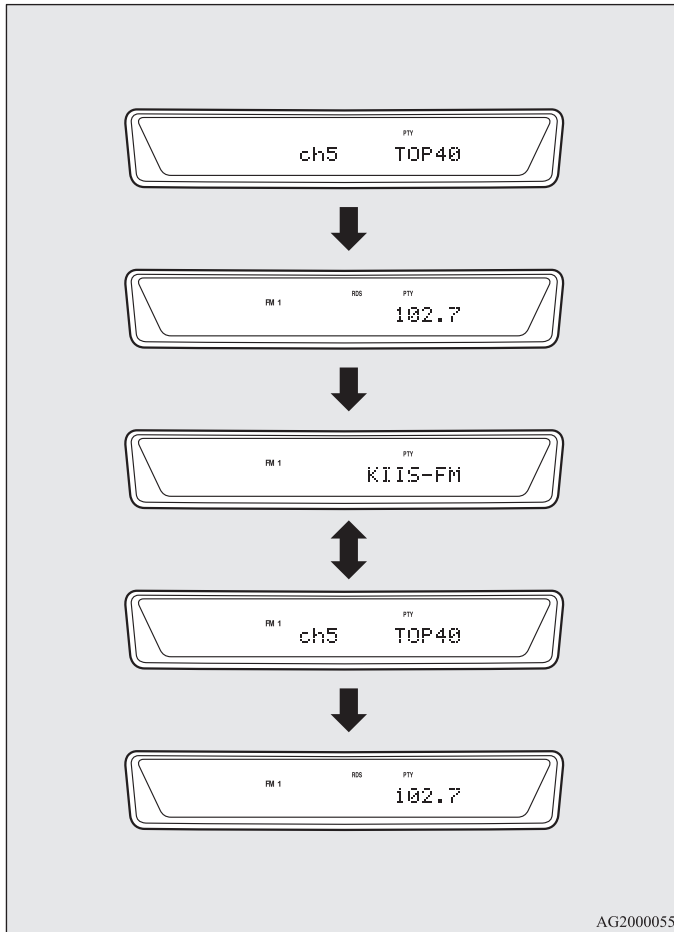 PTY
ch5 TOP40
RDS PTY
FM 1
102.7
PTY
FM 1
KIIS-FM
PTY
FM 1
ch5 TOP40
RDS PTY
FM 1
102.7
AG2000055